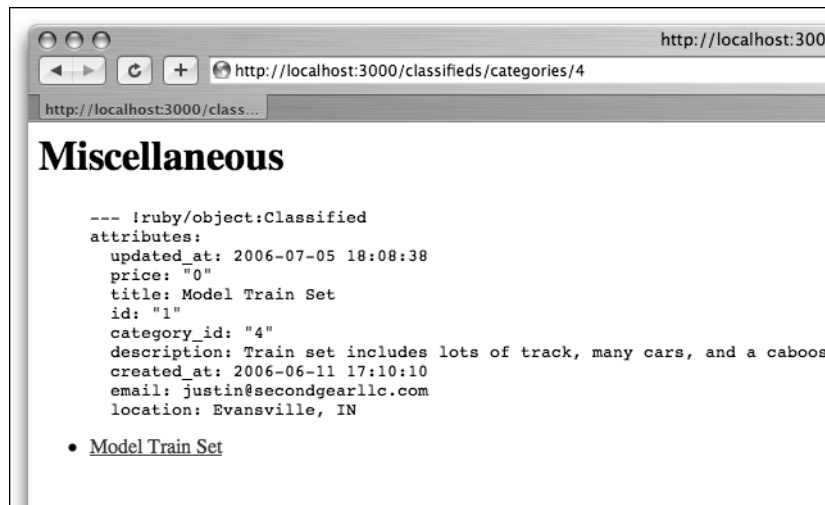 http://localhost:300
http://localhost:3000/classifieds/categories/4
http://localhost:3000/class...
Miscellaneous
--- !ruby/object:Classified
attributes:
updated_at: 2006-07-05 18:08:38
price: "0"
title: Model Train Set
id: "1"
category_id: "4"
description: Train set includes lots of track, many cars, and a caboos
created_at: 2006-06-11 17:10:10
email: justin@secondgearllc.com
location: Evansville, IN
• Model Train Set